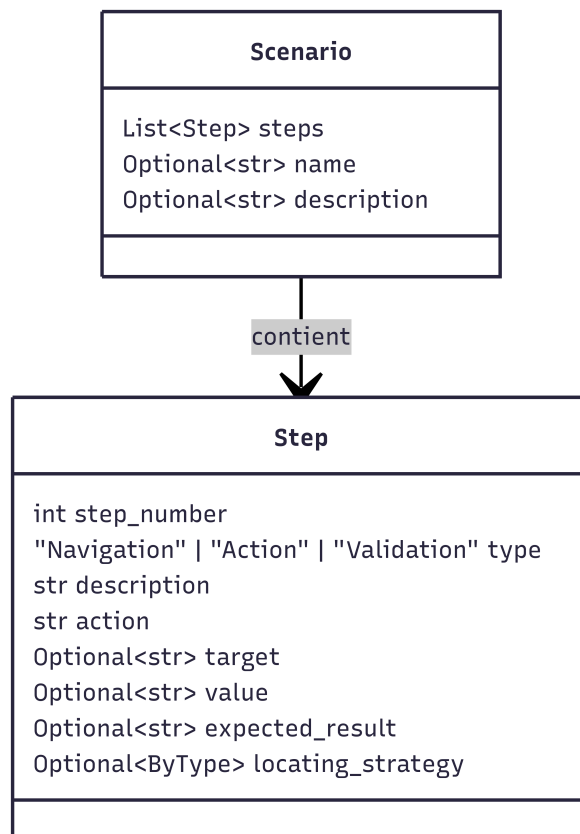 Scenario
List<Step> steps
Optional<str> name
Optional<str> description
contient
Step
int step_number
"Navigation" | "Action" | "Validation" type
str description
str action
Optional<str> target
Optional<str> value
Optional<str> expected_result
Optional<ByType> locating_strategy